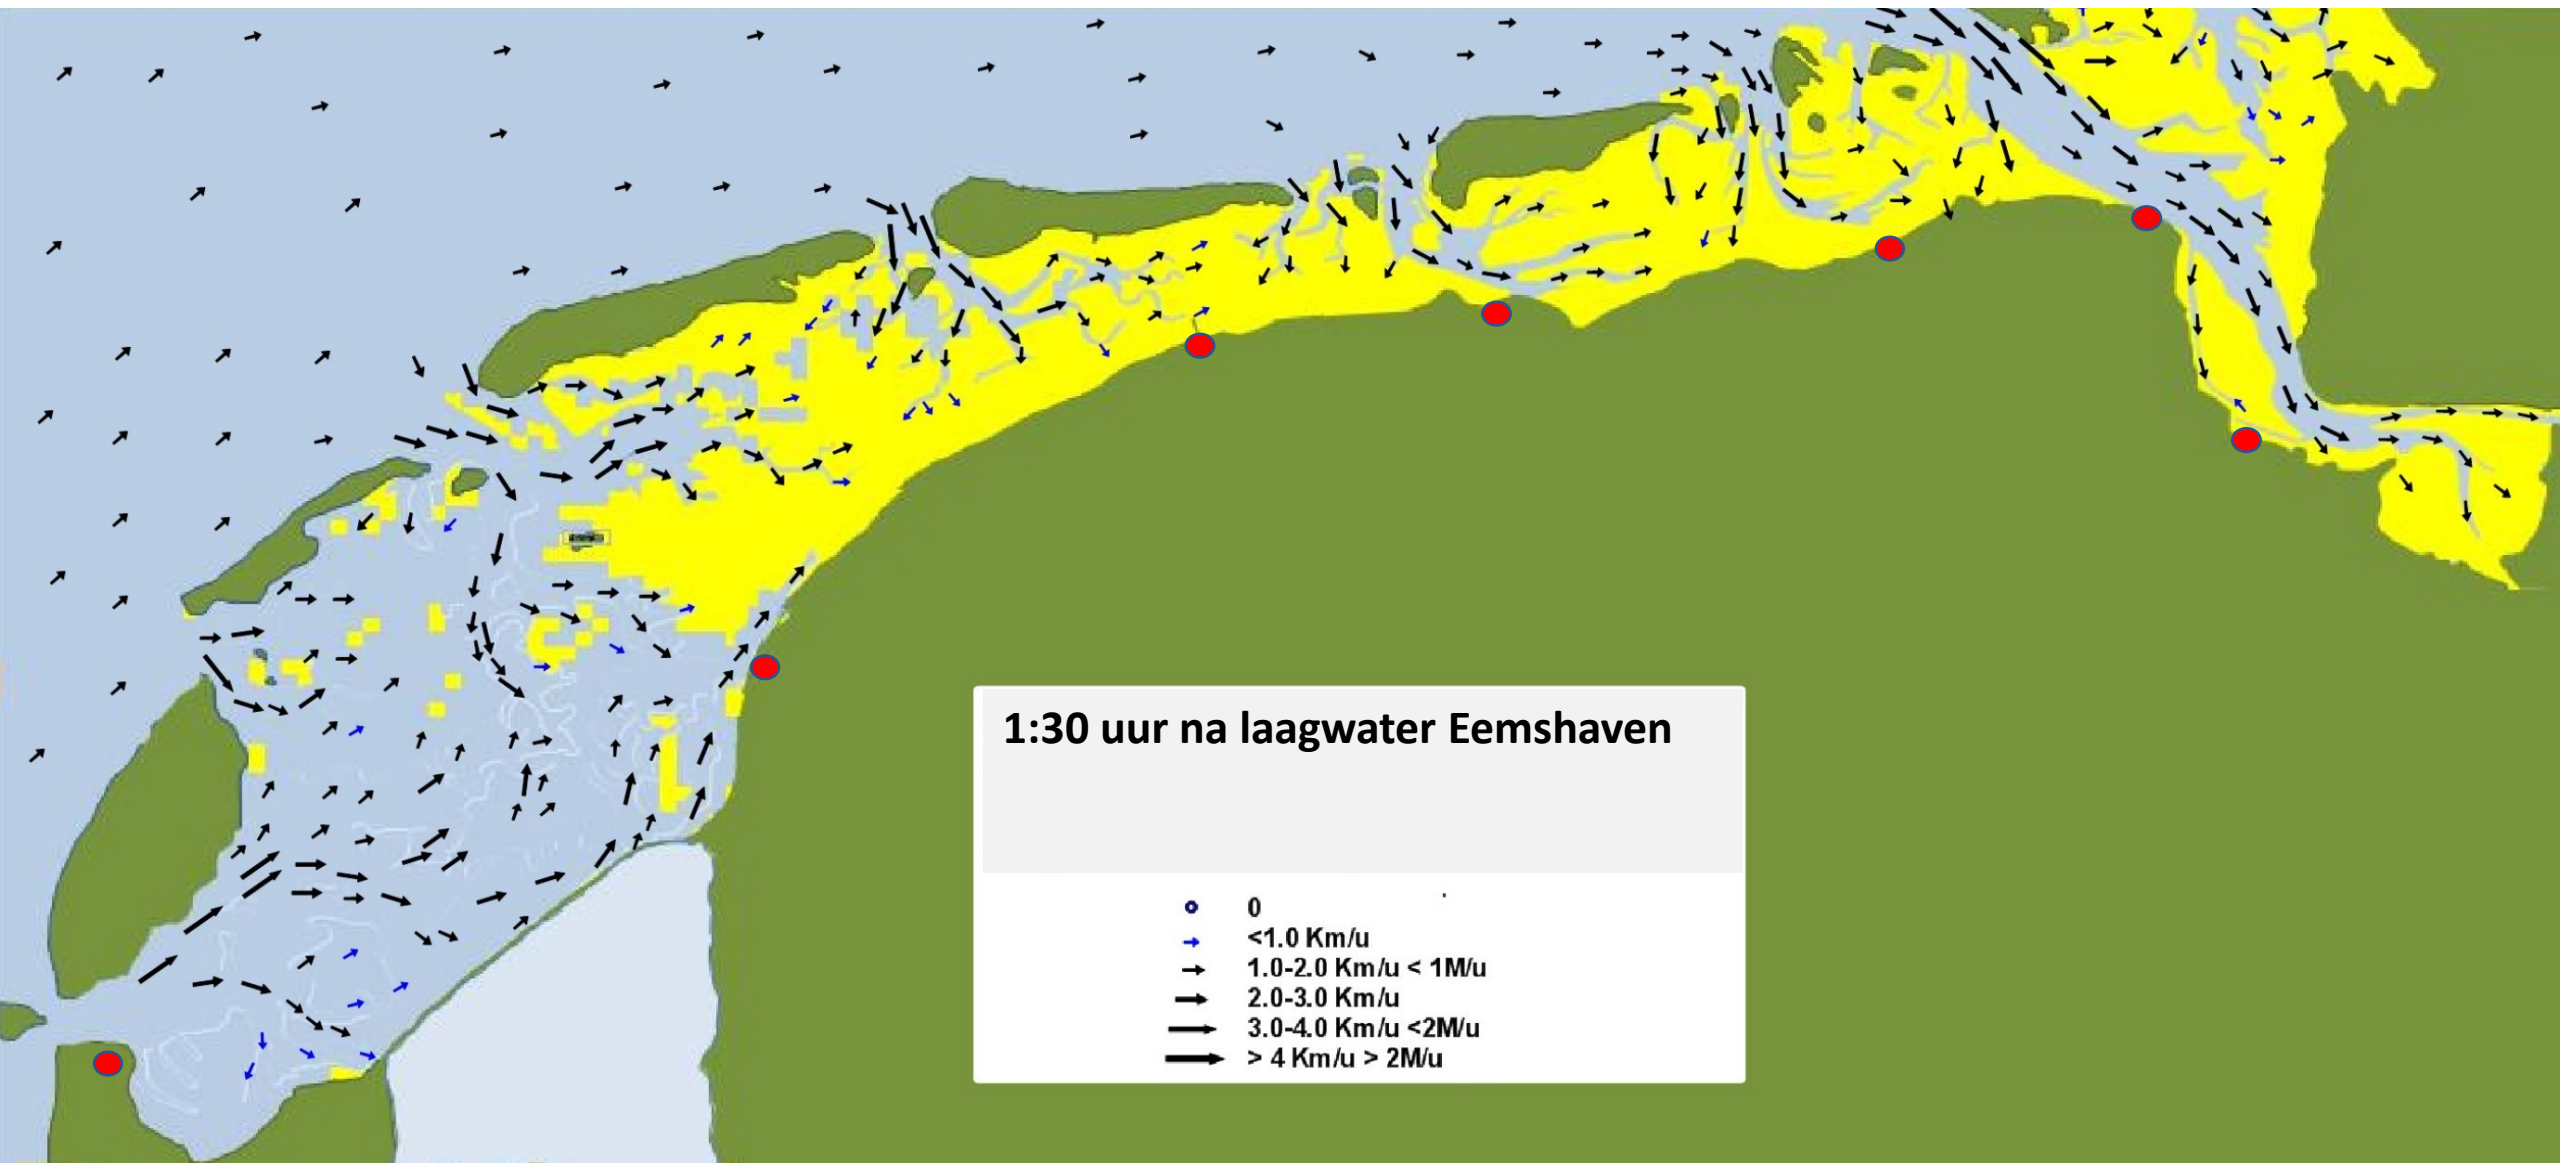 1:30 uur na laagwater Eemshaven
0
<1.0 Km/u
1.0-2.0 Km/u < 1M/u
2.0-3.0 Km/u
3.0-4.0 Km/u <2M/u
> 4 Km/u > 2M/u